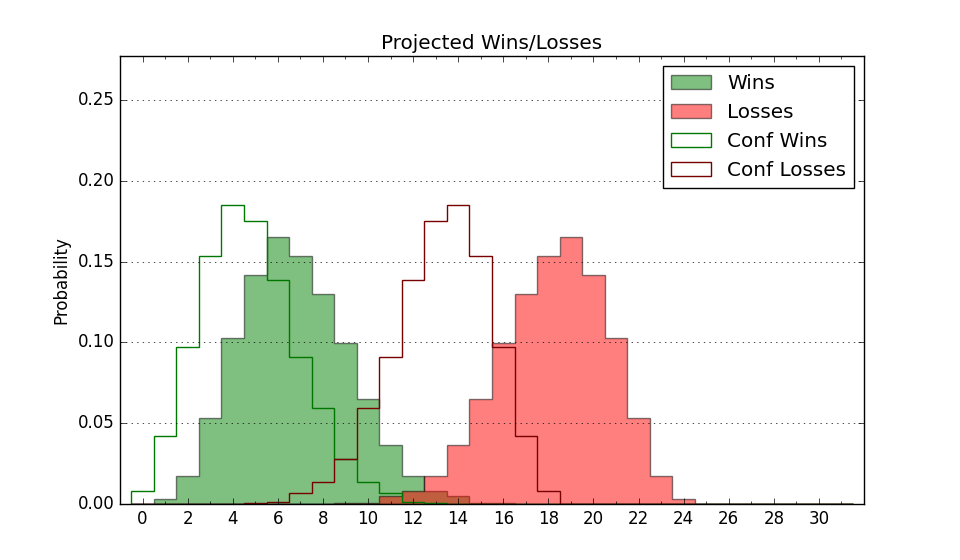 Projected Wins/Losses
Wins
Losses
Conf Wins
Conf Losses
Probability
0.25
0.20
0.15
0.10
0.05
0.00
0 2 4 6 8 10 12 14 16 18 20 22 24 26 28 30